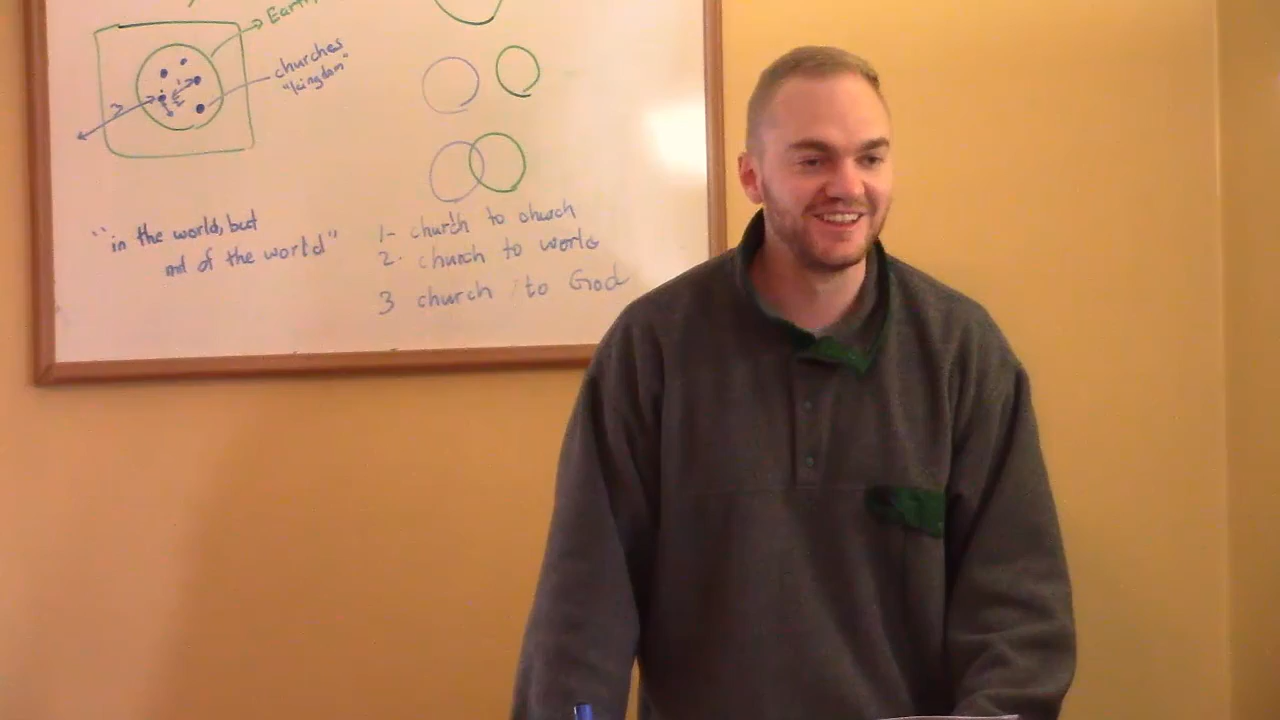 Earth
churches
"kingdom"
3
"in the world, but
not of the world"
1- church to church
2. church to world
3 church to God